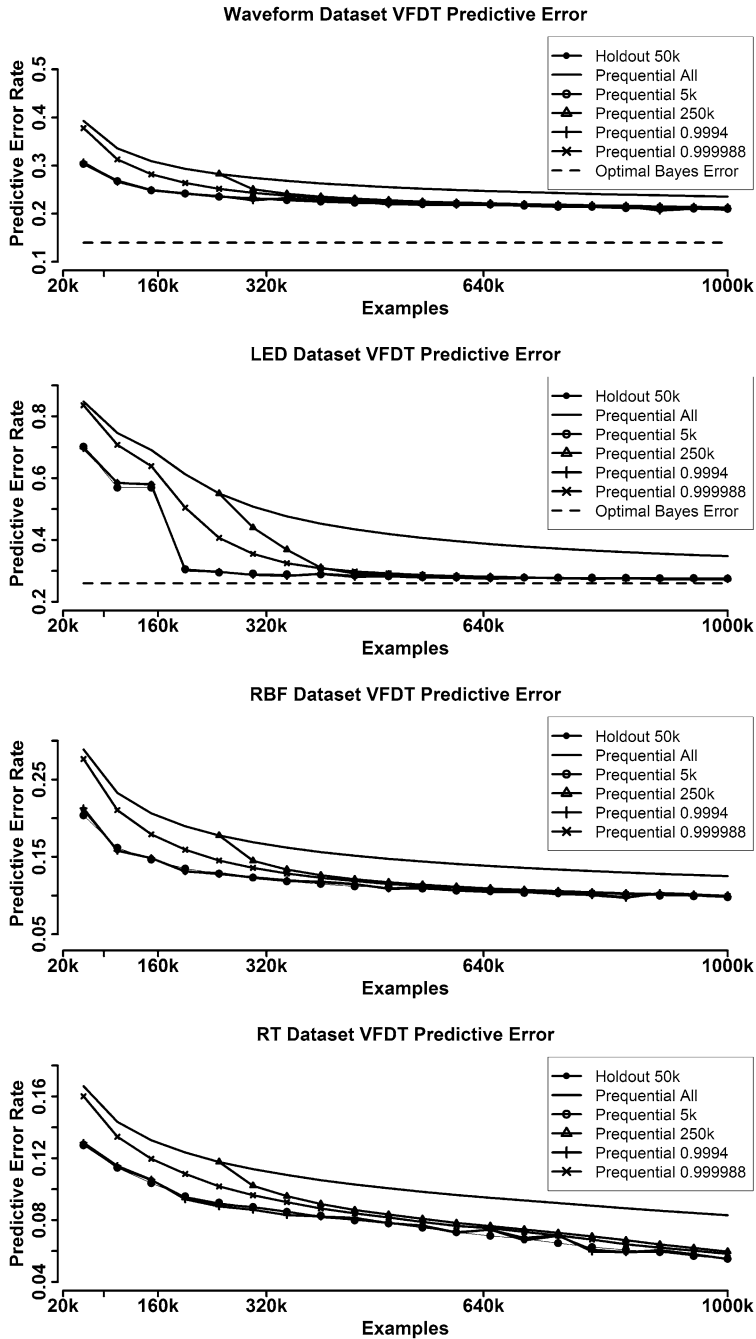 Waveform Dataset VFDT Predictive Error
Predictive Error Rate
0.5
0.4
0.3
0.2
0.1
Holdout 50k
Prequential All
Prequential 5k
Prequential 250k
Prequential 0.9994
Prequential 0.999988
Optimal Bayes Error
20k 160k 320k 640k 1000k
Examples
LED Dataset VFDT Predictive Error
Predictive Error Rate
0.8
0.6
0.4
0.2
Holdout 50k
Prequential All
Prequential 5k
Prequential 250k
Prequential 0.9994
Prequential 0.999988
Optimal Bayes Error
20k 160k 320k 640k 1000k
Examples
RBF Dataset VFDT Predictive Error
Predictive Error Rate
0.25
0.15
0.05
Holdout 50k
Prequential All
Prequential 5k
Prequential 250k
Prequential 0.9994
Prequential 0.999988
20k 160k 320k 640k 1000k
Examples
RT Dataset VFDT Predictive Error
Predictive Error Rate
0.16
0.12
0.08
0.04
Holdout 50k
Prequential All
Prequential 5k
Prequential 250k
Prequential 0.9994
Prequential 0.999988
20k 160k 320k 640k 1000k
Examples